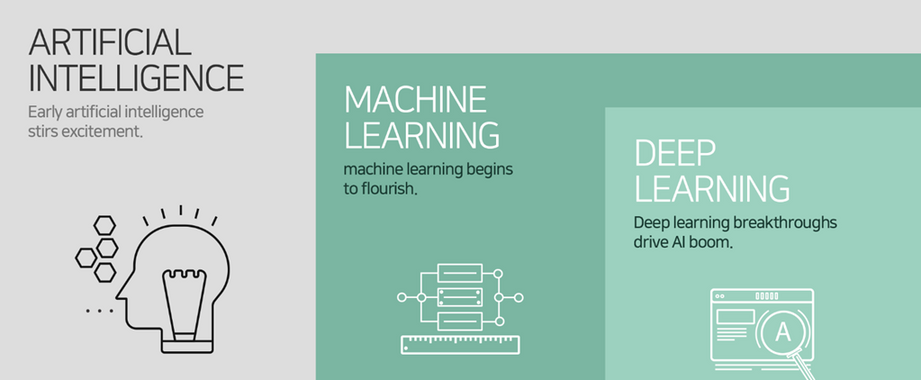 ARTIFICIAL
INTELLIGENCE
Early artificial intelligence
stirs excitement.
MACHINE
LEARNING
machine learning begins
to flourish.
DEEP
LEARNING
Deep learning breakthroughs
drive AI boom.
A